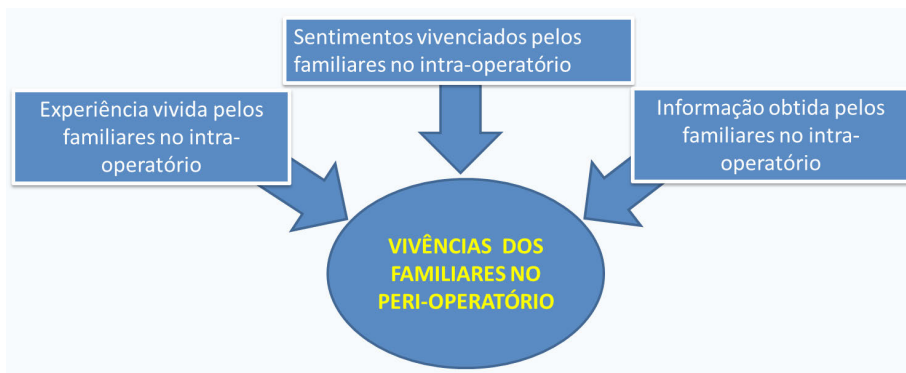 Sentimentos vivenciados pelos
familiares no intra-operatório
Experiência vivida pelos
familiares no intra-
operatório
Informação obtida pelos
familiares no intra-
operatório
VIVÊNCIAS DOS
FAMILIARES NO
PERI-OPERATÓRIO